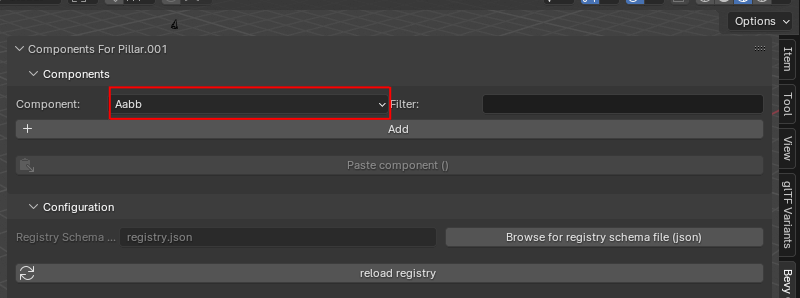 Options
Components For Pillar.001
Components
Component: Aabb Filter:
Add
Paste component ()
Configuration
Registry Schema ... registry.json Browse for registry schema file (json)
reload registry
Item
Tool
View
glTF Variants
Bevy